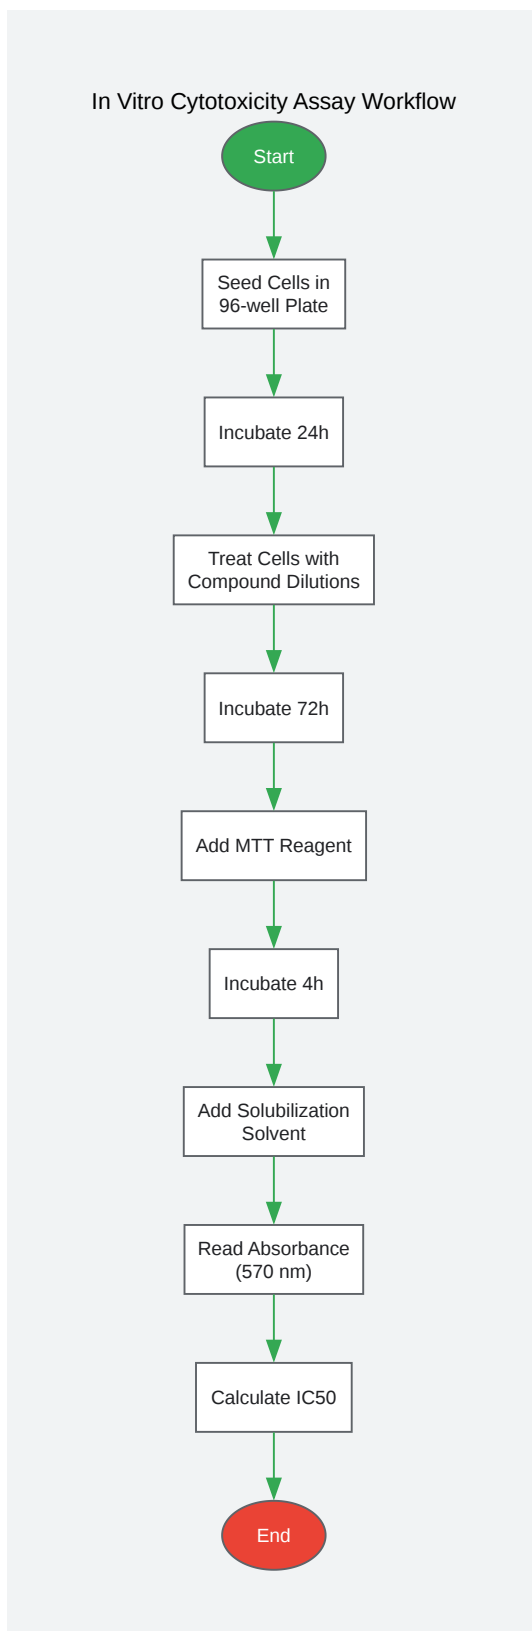 In Vitro Cytotoxicity Assay Workflow
Start
Seed Cells in
96-well Plate
Incubate 24h
Treat Cells with
Compound Dilutions
Incubate 72h
Add MTT Reagent
Incubate 4h
Add Solubilization
Solvent
Read Absorbance
(570 nm)
Calculate IC50
End